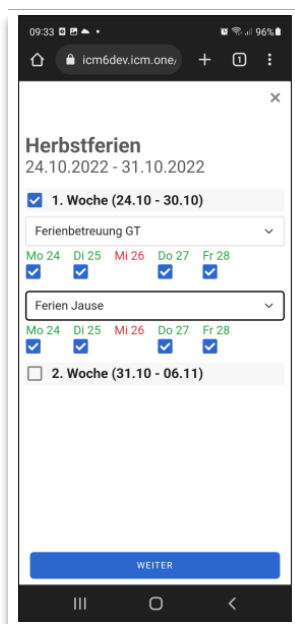 09:33
96%
icm6dev.icm.one/
1
×
Herbstferien
24.10.2022 - 31.10.2022
1. Woche (24.10 - 30.10)
Ferienbetreuung GT
Mo 24 Di 25 Mi 26 Do 27 Fr 28
Ferien Jause
Mo 24 Di 25 Mi 26 Do 27 Fr 28
2. Woche (31.10 - 06.11)
WEITER